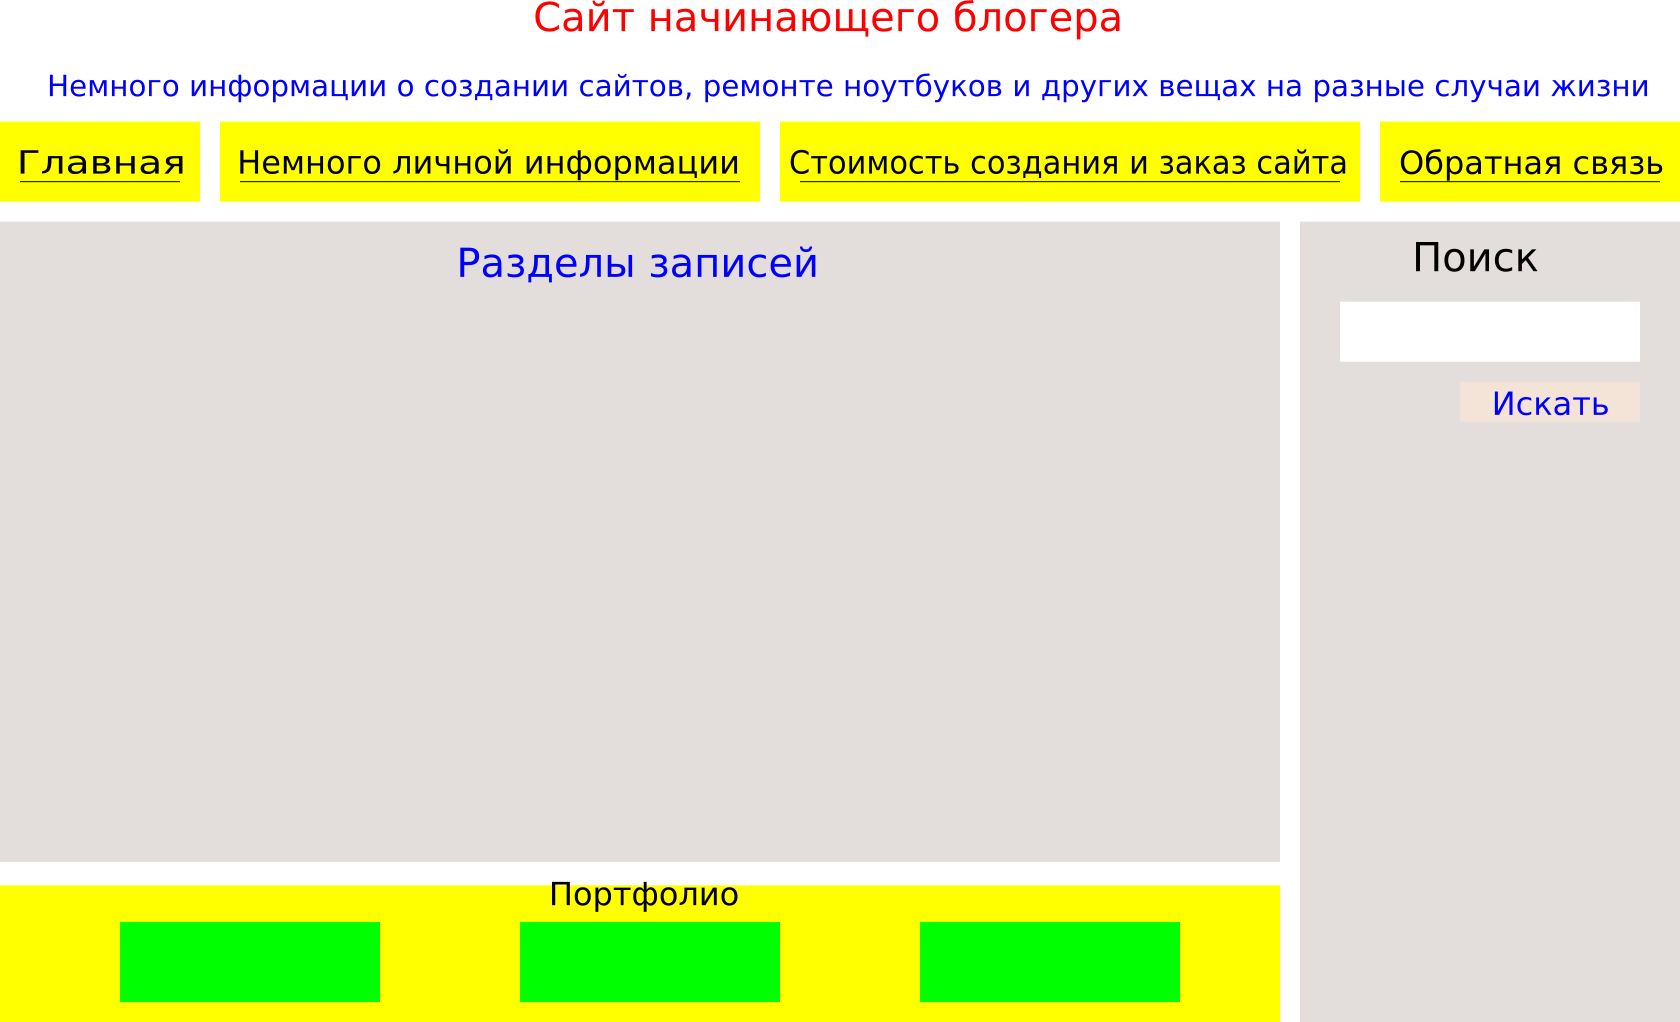 Сайт начинающего блогера
Немного информации о создании сайтов, ремонте ноутбуков и других вещах на разные случаи жизни
Главная
Немного личной информации
Стоимость создания и заказ сайта
Обратная связь
Разделы записей
Поиск
Искать
Портфолио